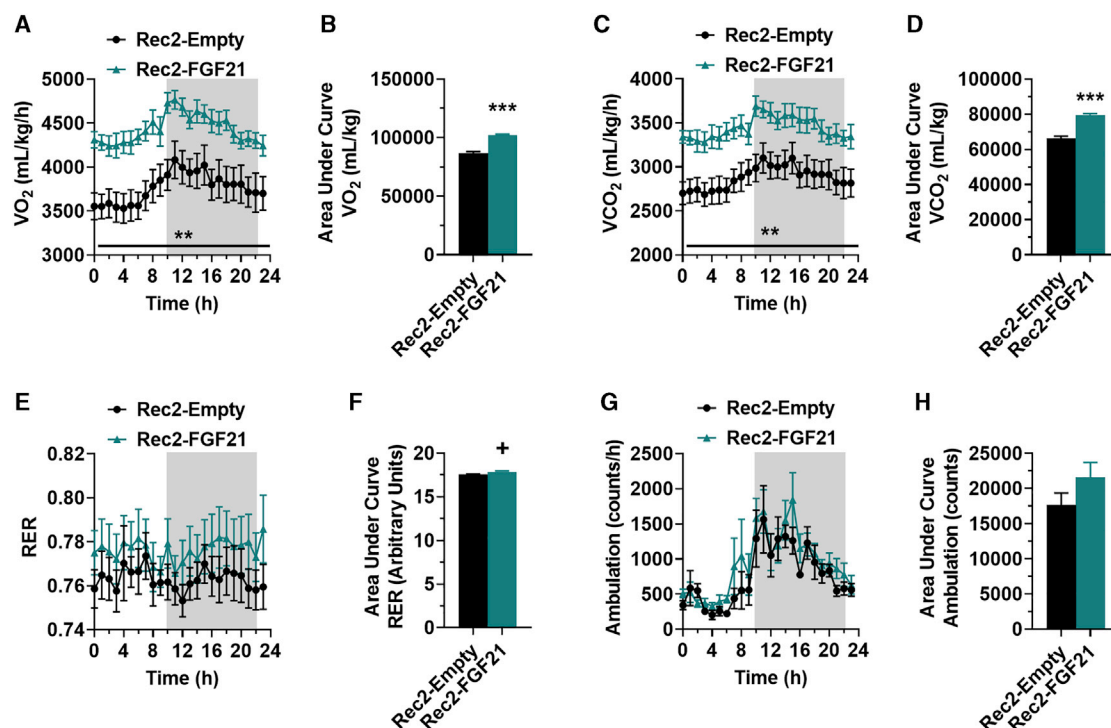 A
Rec2-Empty
Rec2-FGF21
VO2 (mL/kg/h)
5000
4500
4000
3500
3000
**
0 4 8 12 16 20 24
Time (h)
B
Area Under Curve
VO2 (mL/kg)
150000
100000
50000
0
***
Rec2-Empty
Rec2-FGF21
C
Rec2-Empty
Rec2-FGF21
VCO2 (mL/kg/h)
4000
3500
3000
2500
2000
**
0 4 8 12 16 20 24
Time (h)
D
Area Under Curve
VCO2 (mL/kg)
100000
80000
60000
40000
20000
0
***
Rec2-Empty
Rec2-FGF21
E
Rec2-Empty
Rec2-FGF21
RER
0.82
0.80
0.78
0.76
0.74
0 4 8 12 16 20 24
Time (h)
F
Area Under Curve
RER (Arbitrary Units)
20
15
10
5
0
+
Rec2-Empty
Rec2-FGF21
G
Rec2-Empty
Rec2-FGF21
Ambulation (counts/h)
2500
2000
1500
1000
500
0
0 4 8 12 16 20 24
Time (h)
H
Area Under Curve
Ambulation (counts)
25000
22500
20000
17500
15000
12500
10000
7500
5000
2500
0
Rec2-Empty
Rec2-FGF21